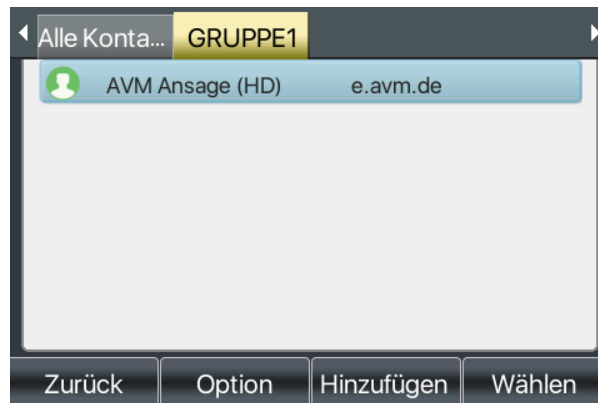 Alle Konta... GRUPPE1
AVM Ansage (HD) e.avm.de
Zurück Option Hinzufügen Wählen